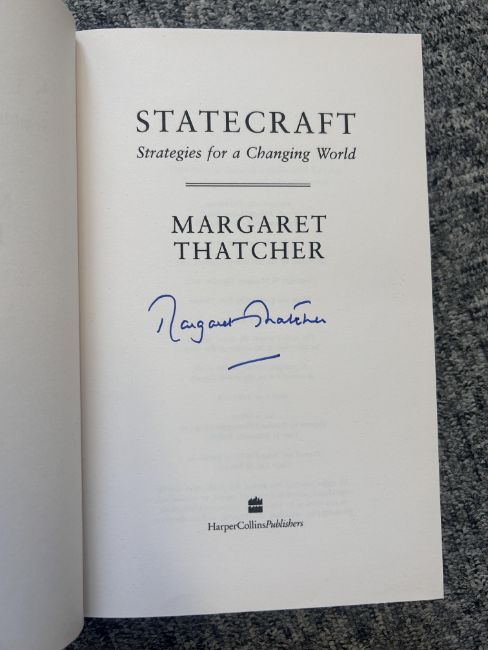 STATECRAFT
Strategies for a Changing World
MARGARET
THATCHER
Margaret Thatcher
HarperCollinsPublishers